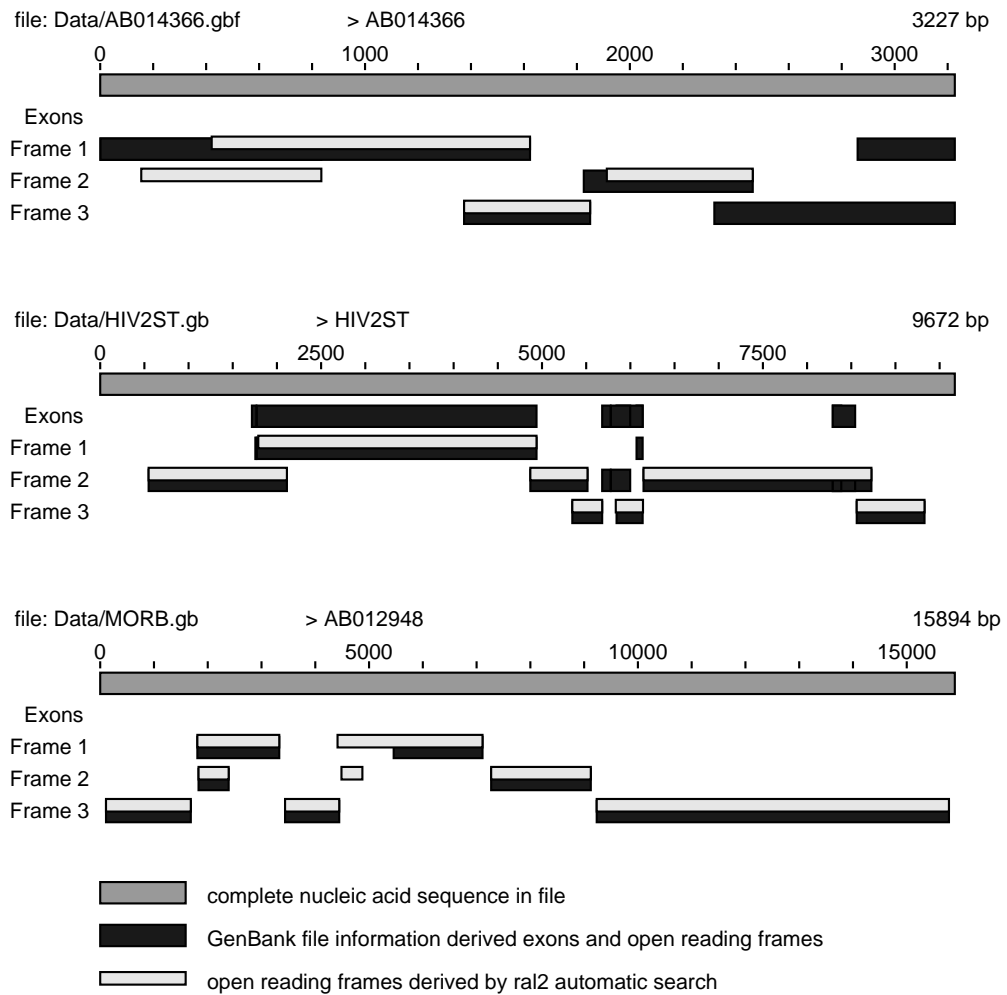 file: Data/AB014366.gbf > AB014366 3227 bp
0 1000 2000 3000
Exons
Frame 1
Frame 2
Frame 3
file: Data/HIV2ST.gb > HIV2ST 9672 bp
0 2500 5000 7500
Exons
Frame 1
Frame 2
Frame 3
file: Data/MORB.gb > AB012948 15894 bp
0 5000 10000 15000
Exons
Frame 1
Frame 2
Frame 3
complete nucleic acid sequence in file
GenBank file information derived exons and open reading frames
open reading frames derived by ral2 automatic search